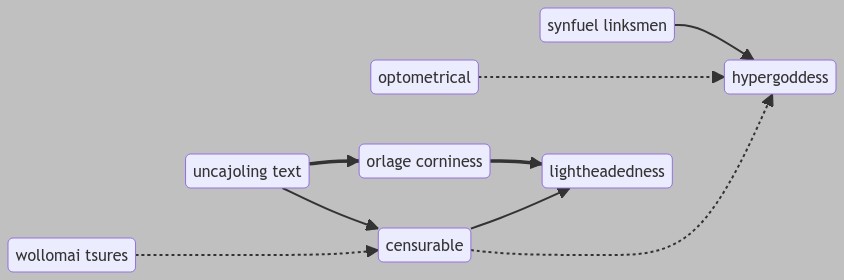 synfuel linksmen
optometrical
hypergoddess
uncajoling text
orlage corniness
lightheadedness
censurable
wollomai tsures